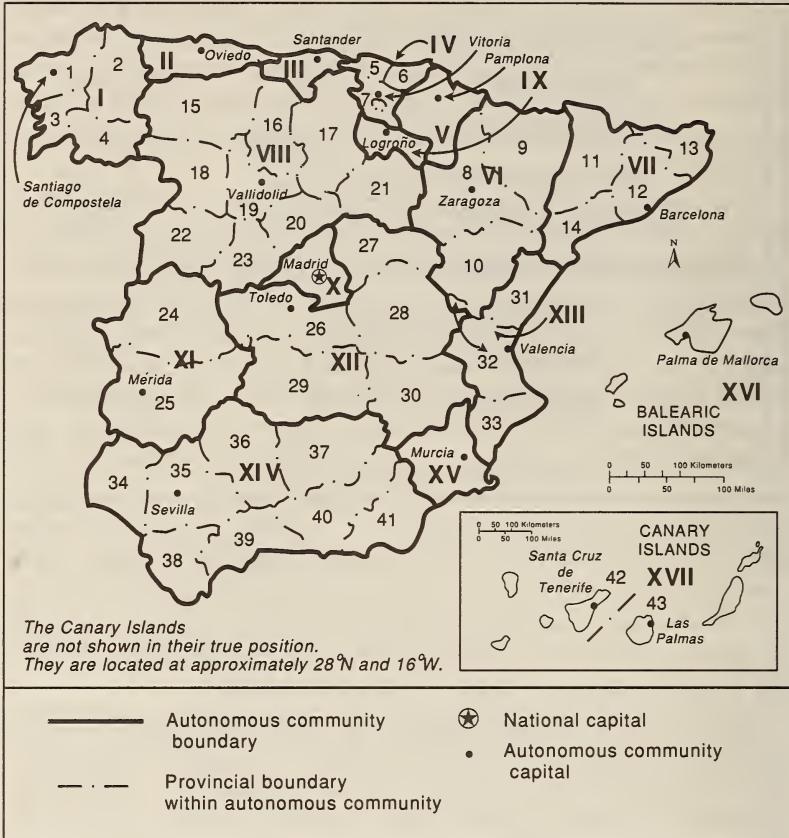 Santander
IV
Vitoria
Pamplona
II
Oviedo
III
IX
1
2
I
3
4
5
6
7
V
15
16
17
Logroño
VIII
9
8
VI
Zaragoza
11
VII
13
12
Barcelona
14
Santiago
de Compostela
18
Vallidolid
19
21
20
22
23
Madrid
X
27
10
N
31
24
Toledo
26
28
XIII
32
Valencia
Palma de Mallorca
XVI
BALEARIC
ISLANDS
XI
Mérida
25
XII
29
30
33
0 50 100 Kilometers
0 50 100 Miles
36
37
XIV
Murcia
XV
34
35
Sevilla
40
41
39
38
0 50 100 Kilometers
0 50 100 Miles
CANARY
ISLANDS
Santa Cruz
de
Tenerife
42
XVII
43
Las
Palmas
The Canary Islands
are not shown in their true position.
They are located at approximately 28°N and 16°W.
Autonomous community
boundary
National capital
Autonomous community
capital
Provincial boundary
within autonomous community